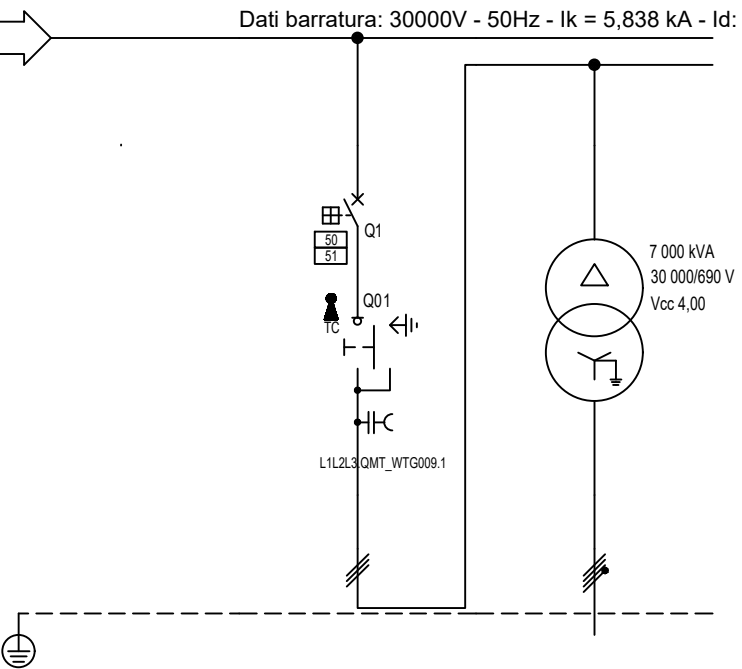 Dati barratura: 30000V - 50Hz - Ik = 5,838 kA - Id:
Q1
50
51
Q01
TC
7 000 kVA
30 000/690 V
Vcc 4,00
L1L2L3.QMT_WTG009.1